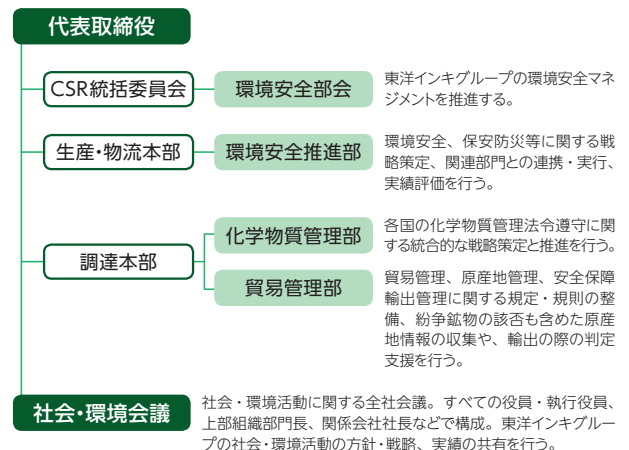 代表取締役
CSR統括委員会
環境安全部会
東洋インキグループの環境安全マネ
ジメントを推進する。
生産・物流本部
環境安全推進部
環境安全、保安防災等に関する戦
略策定、関連部門との連携・実行、
実績評価を行う。
調達本部
化学物質管理部
各国の化学物質管理法令遵守に関
する統合的な戦略策定と推進を行う。
貿易管理部
貿易管理、原産地管理、安全保障
輸出管理に関する規定・規則の整
備、紛争鉱物の該否も含めた原産
地情報の収集や、輸出の際の判定
支援を行う。
社会・環境会議
社会・環境活動に関する全社会議。すべての役員・執行役員、
上部組織部門長、関係会社社長などで構成。東洋インキグルー
プの社会・環境活動の方針・戦略、実績の共有を行う。